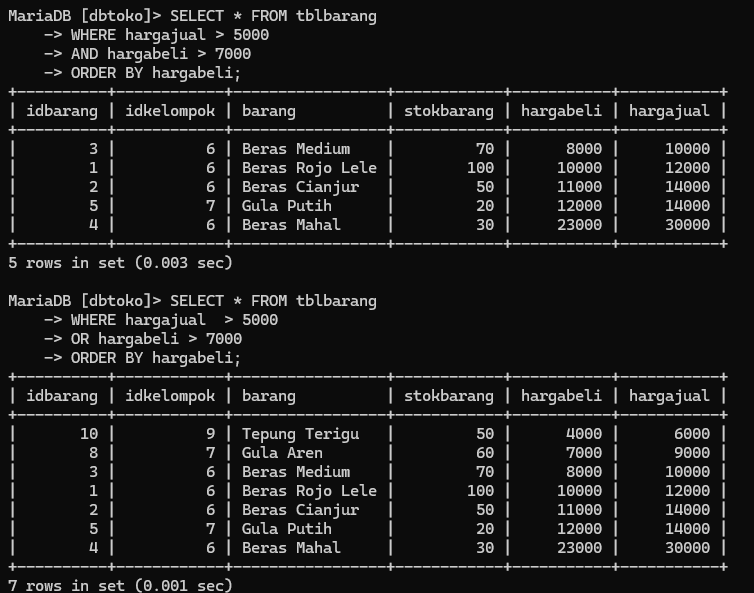 MariaDB [dbtoko]> SELECT * FROM tblbarang
    -> WHERE hargajual > 5000
    -> AND hargabeli > 7000
    -> ORDER BY hargabeli;
+----------+------------+-----------------+------------+-----------+-----------+
| idbarang | idkelompok | barang          | stokbarang | hargabeli | hargajual |
+----------+------------+-----------------+------------+-----------+-----------+
|        3 |          6 | Beras Medium    |         70 |      8000 |     10000 |
|        1 |          6 | Beras Rojo Lele |        100 |     10000 |     12000 |
|        2 |          6 | Beras Cianjur   |         50 |     11000 |     14000 |
|        5 |          7 | Gula Putih      |         20 |     12000 |     14000 |
|        4 |          6 | Beras Mahal     |         30 |     23000 |     30000 |
+----------+------------+-----------------+------------+-----------+-----------+
5 rows in set (0.003 sec)

MariaDB [dbtoko]> SELECT * FROM tblbarang
    -> WHERE hargajual  > 5000
    -> OR hargabeli > 7000
    -> ORDER BY hargabeli;
+----------+------------+-----------------+------------+-----------+-----------+
| idbarang | idkelompok | barang          | stokbarang | hargabeli | hargajual |
+----------+------------+-----------------+------------+-----------+-----------+
|       10 |          9 | Tepung Terigu   |         50 |      4000 |      6000 |
|        8 |          7 | Gula Aren       |         60 |      7000 |      9000 |
|        3 |          6 | Beras Medium    |         70 |      8000 |     10000 |
|        1 |          6 | Beras Rojo Lele |        100 |     10000 |     12000 |
|        2 |          6 | Beras Cianjur   |         50 |     11000 |     14000 |
|        5 |          7 | Gula Putih      |         20 |     12000 |     14000 |
|        4 |          6 | Beras Mahal     |         30 |     23000 |     30000 |
+----------+------------+-----------------+------------+-----------+-----------+
7 rows in set (0.001 sec)